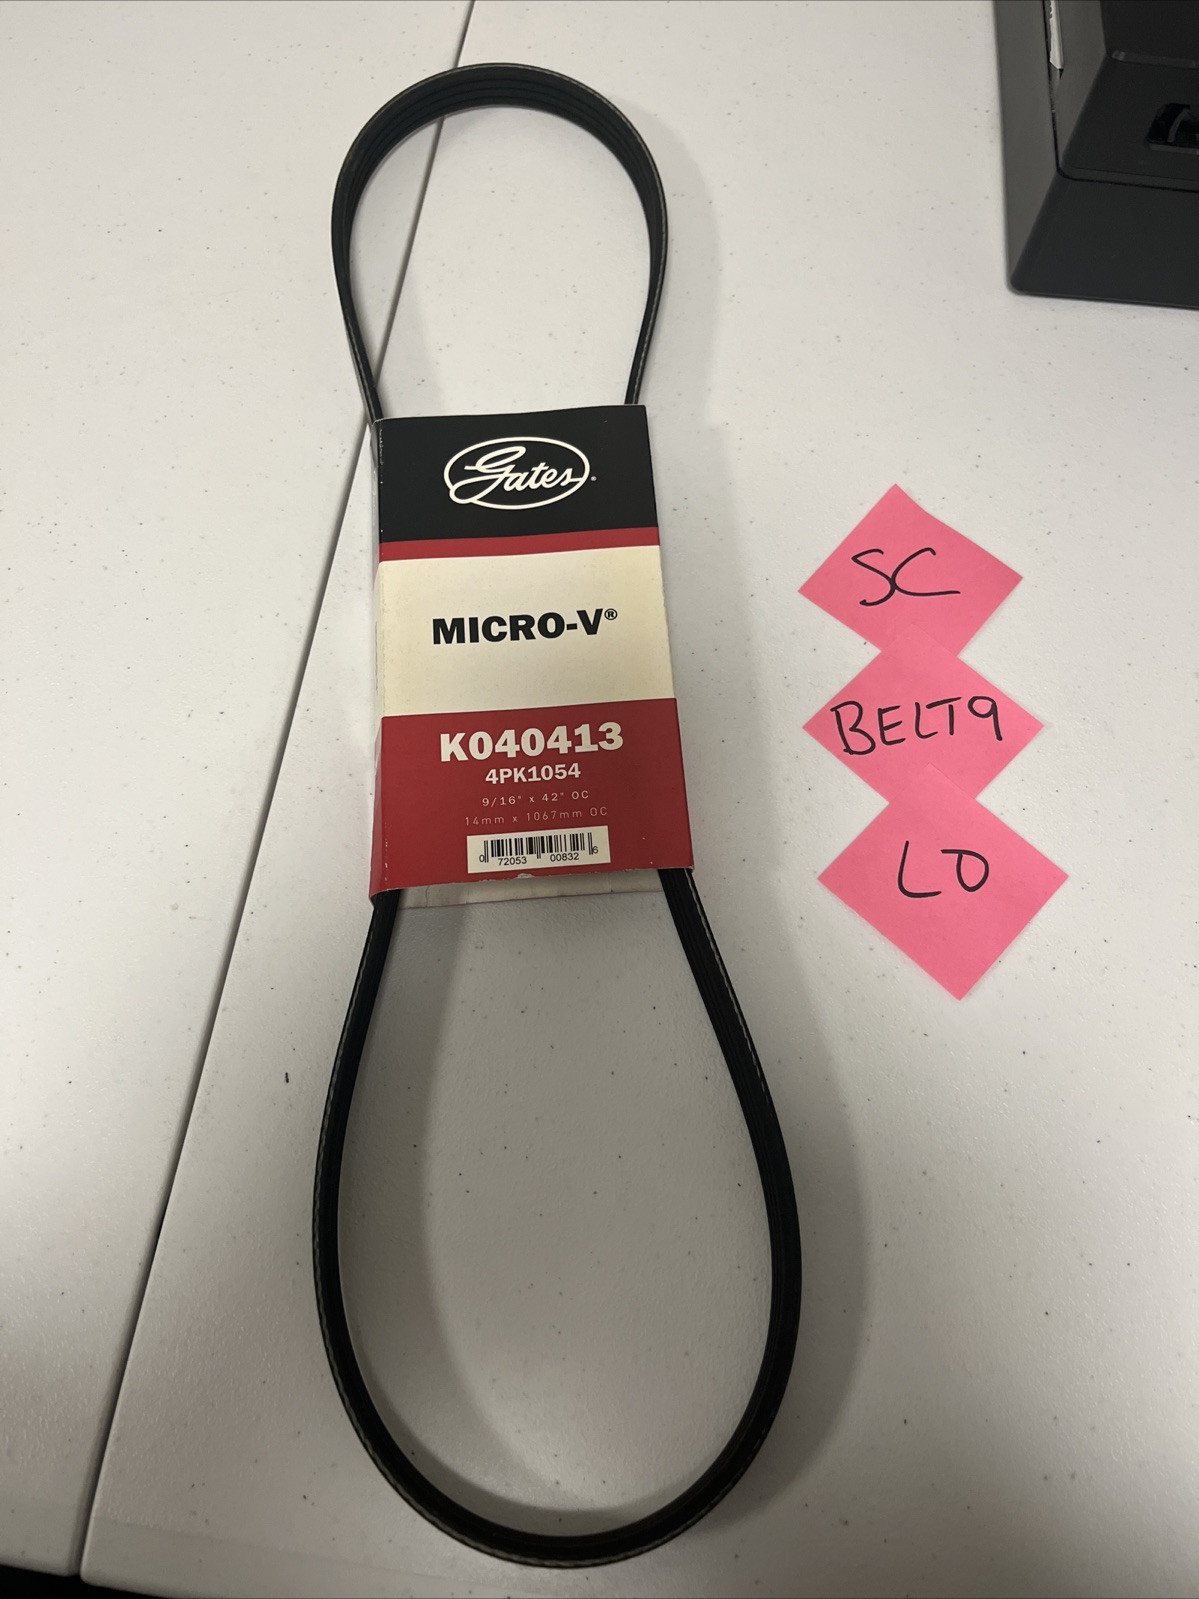 Gates®
MICRO-V®
K040413
4PK1054
9/16" x 42" OC
14mm x 1067mm OC
0 72053 00832 6
SC
BELT9
LO